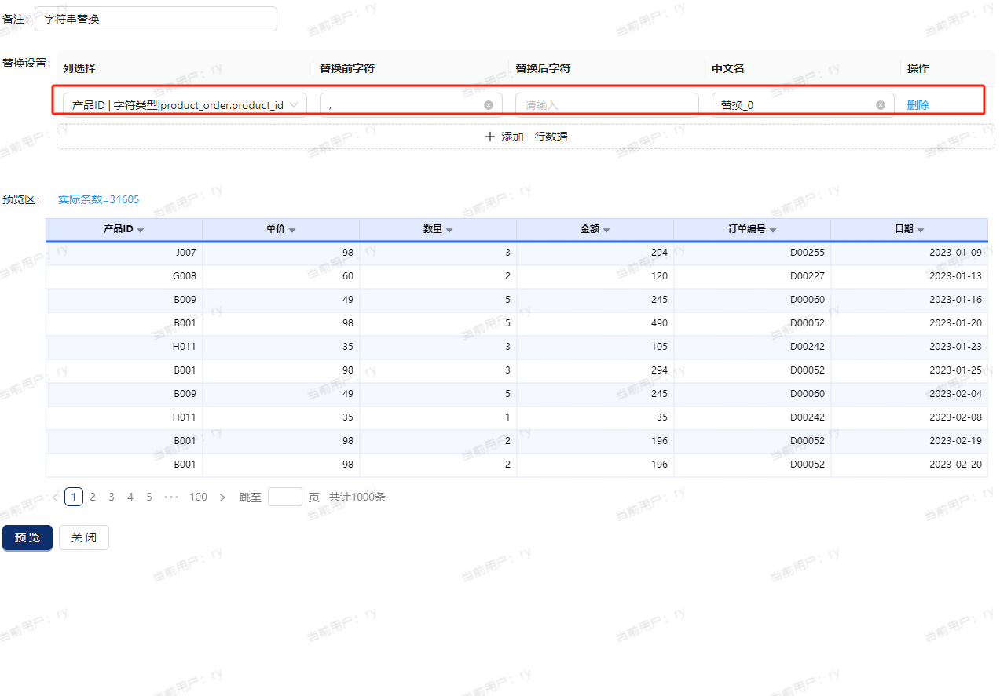 备注： 字符串替换
替换设置： 列选择 替换前字符 替换后字符 中文名 操作
产品ID | 字符类型|product_order.product_id , 请输入 替换_0 删除
添加一行数据
预览区： 实际条数=31605
产品ID 单价 数量 金额 订单编号 日期
J007 98 3 294 D00255 2023-01-09
G008 60 2 120 D00227 2023-01-13
B009 49 5 245 D00060 2023-01-16
B001 98 5 490 D00052 2023-01-20
H011 35 3 105 D00242 2023-01-23
B001 98 3 294 D00052 2023-01-25
B009 49 5 245 D00060 2023-02-04
H011 35 1 35 D00242 2023-02-08
B001 98 2 196 D00052 2023-02-19
B001 98 2 196 D00052 2023-02-20
1 2 3 4 5 ••• 100 跳至 页 共计1000条
预 览 关 闭
当前用户：ry